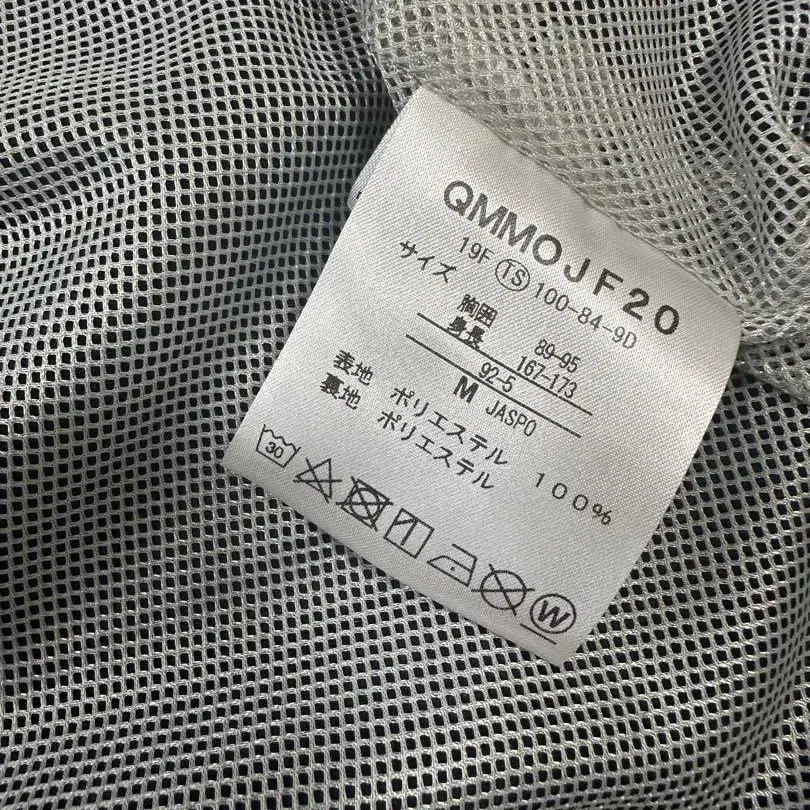 QMMOJF20
19F IS 100-84-9D
サイズ
胸囲 89-95
身長 167-173
92-5
M JASPO
表地 ポリエステル 100%
裏地 ポリエステル
30
W